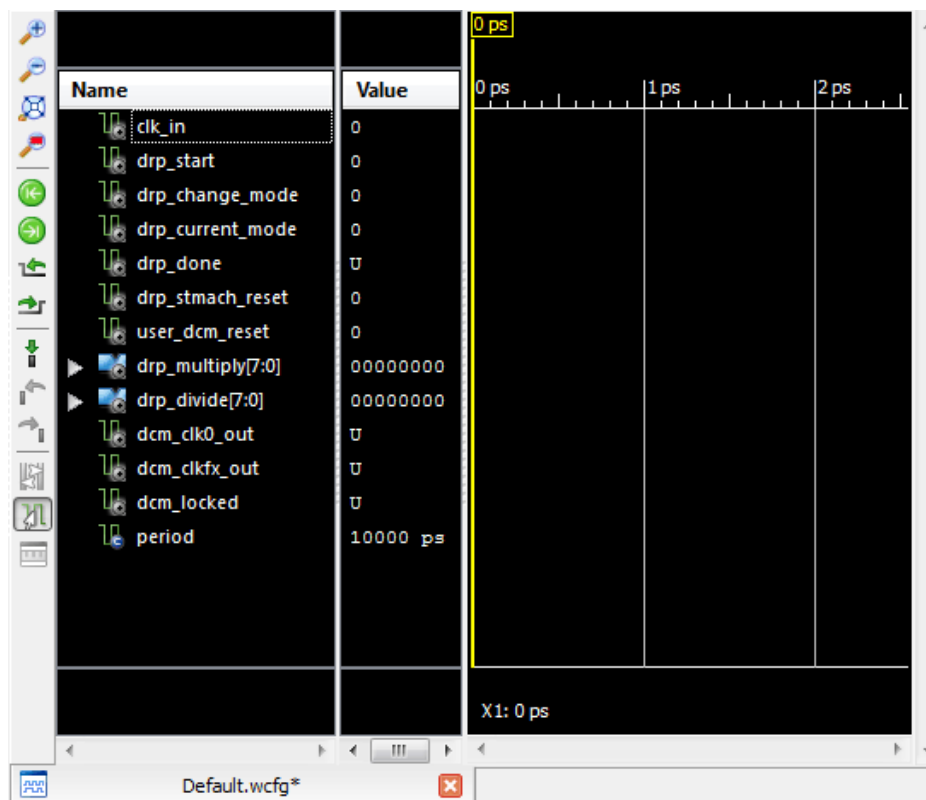 0 ps
Name Value 0 ps 1 ps 2 ps
clk_in 0
drp_start 0
drp_change_mode 0
drp_current_mode 0
drp_done U
drp_stmach_reset 0
user_dcm_reset 0
drp_multiply[7:0] 00000000
drp_divide[7:0] 00000000
dcm_clk0_out U
dcm_clkfx_out U
dcm_locked U
period 10000 ps
X1: 0 ps
Default.wcfg*